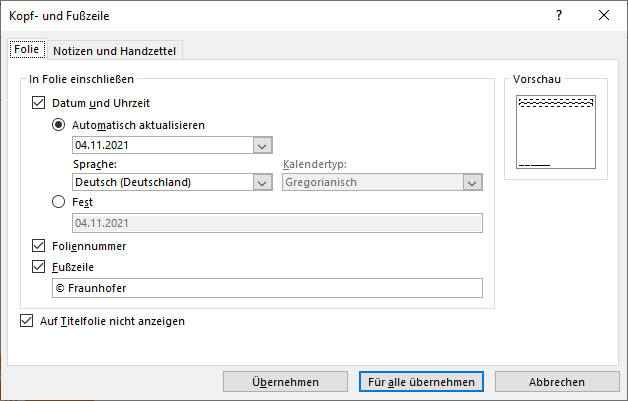 Kopf- und Fußzeile
Folie Notizen und Handzettel
In Folie einschließen
Vorschau
Datum und Uhrzeit
Automatisch aktualisieren
04.11.2021
Sprache: Kalendertyp:
Deutsch (Deutschland) Gregorianisch
Fest
04.11.2021
Foliennummer
Fußzeile
© Fraunhofer
Auf Titelfolie nicht anzeigen
Übernehmen Für alle übernehmen Abbrechen